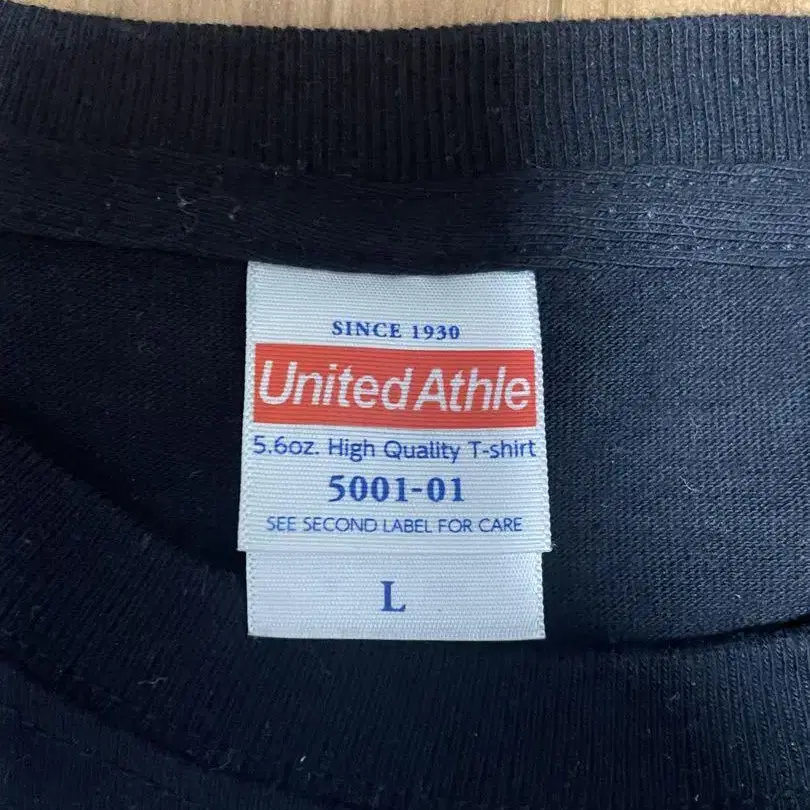 SINCE 1930
United Athle
5.6oz. High Quality T-shirt
5001-01
SEE SECOND LABEL FOR CARE
L